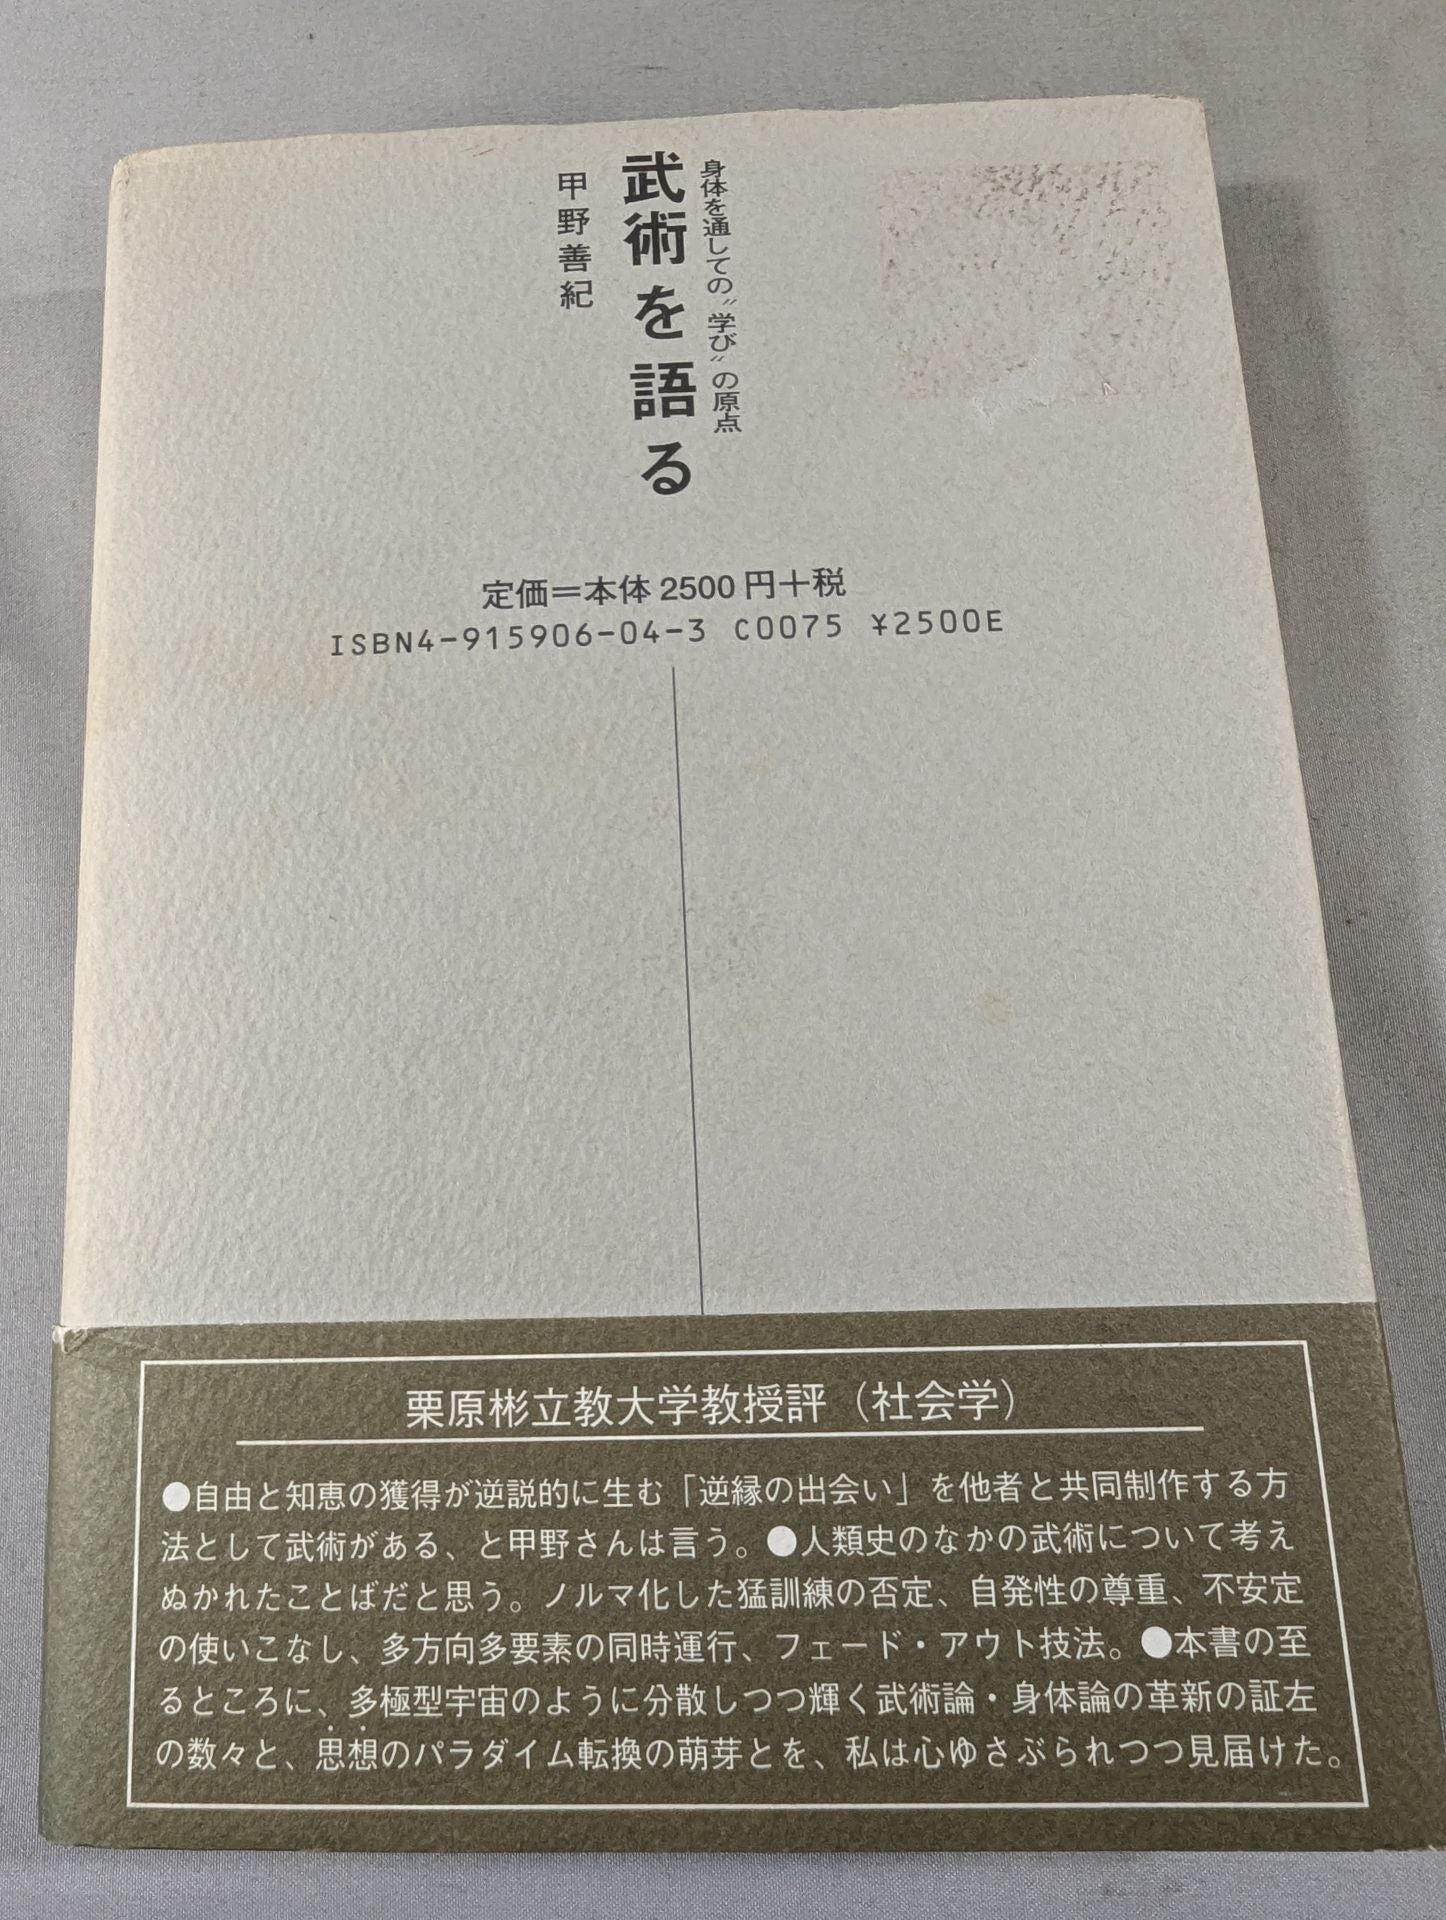 身体を通しての〝学び〟の原点
武術を語る
甲野善紀
定価＝本体2500円＋税
ISBN4-915906-04-3 C0075 ¥2500E
栗原彬立教大学教授評（社会学）
●自由と知恵の獲得が逆説的に生む「逆縁の出会い」を他者と共同制作する方
法として武術がある、と甲野さんは言う。●人類史のなかの武術について考え
ぬかれたことばだと思う。ノルマ化した猛訓練の否定、自発性の尊重、不安定
の使いこなし、多方向多要素の同時運行、フェード・アウト技法。●本書の至
るところに、多極型宇宙のように分散しつつ輝く武術論・身体論の革新の証左
の数々と、思想のパラダイム転換の萌芽とを、私は心ゆさぶられつつ見届けた。